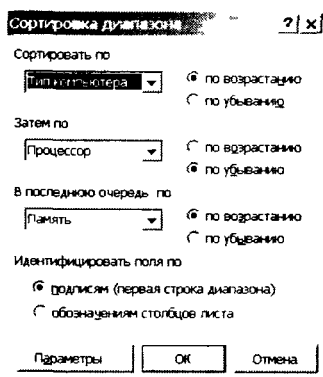 Сортировка диапазона ? x
Сортировать по
Тип компьютера
по возрастанию
по убыванию
Затем по
Процессор
по возрастанию
по убыванию
В последнюю очередь по
Память
по возрастанию
по убыванию
Идентифицировать поля по
подписям (первая строка диапазона)
обозначениям столбцов листа
Параметры ОК Отмена